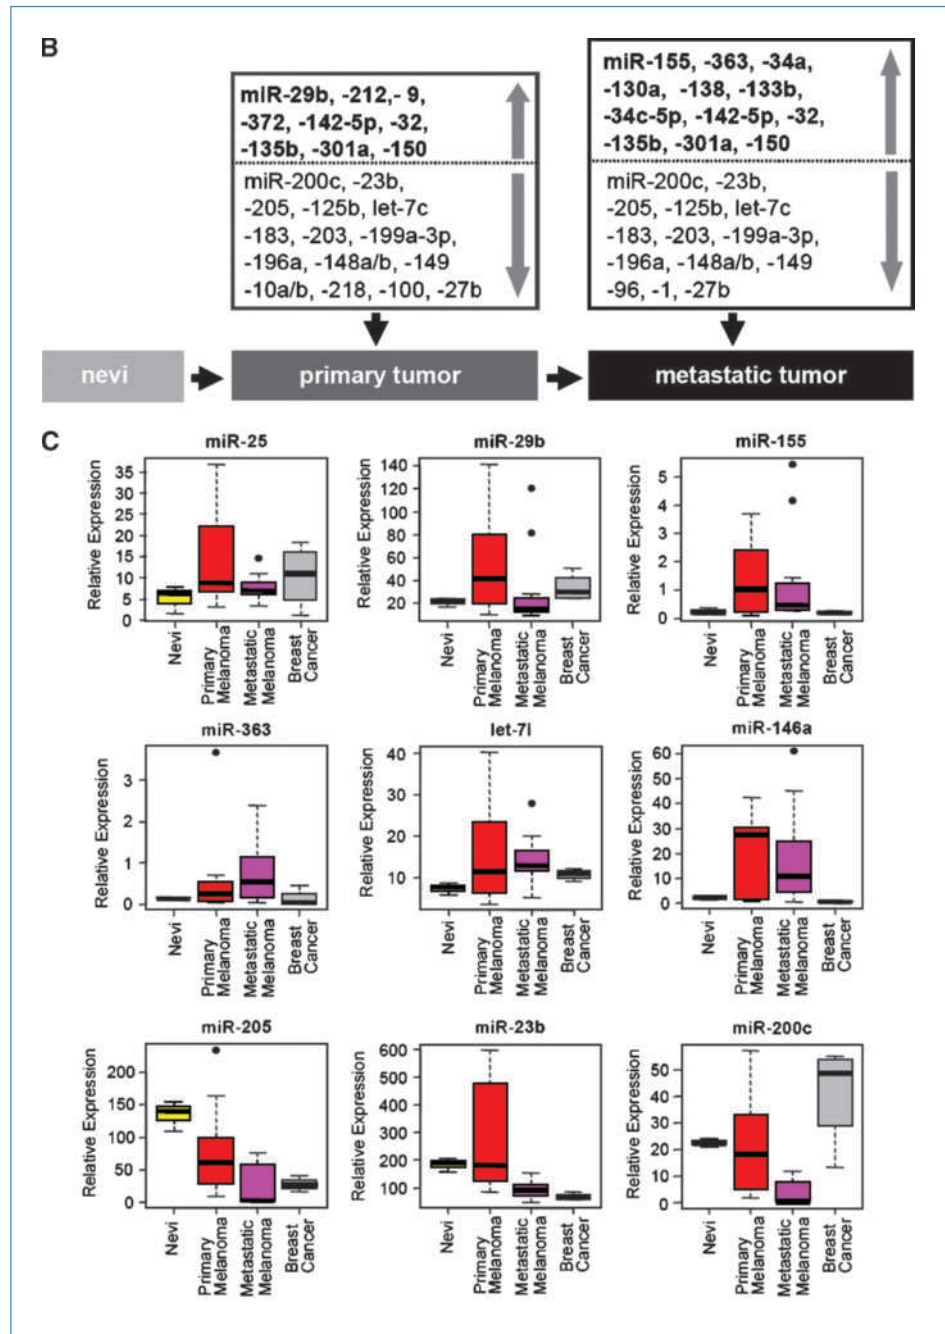 B
miR-29b, -212,- 9,
-372, -142-5p, -32,
-135b, -301a, -150
miR-200c, -23b,
-205, -125b, let-7c
-183, -203, -199a-3p,
-196a, -148a/b, -149
-10a/b, -218, -100, -27b
miR-155, -363, -34a,
-130a, -138, -133b,
-34c-5p, -142-5p, -32,
-135b, -301a, -150
miR-200c, -23b,
-205, -125b, let-7c
-183, -203, -199a-3p,
-196a, -148a/b, -149
-96, -1, -27b
nevi
primary tumor
metastatic tumor
C
miR-25
Relative Expression
35
30
25
20
15
10
5
0
Nevi
Primary
Melanoma
Metastatic
Melanoma
Breast
Cancer
miR-29b
Relative Expression
140
120
100
80
60
40
20
Nevi
Primary
Melanoma
Metastatic
Melanoma
Breast
Cancer
miR-155
Relative Expression
5
4
3
2
1
0
Nevi
Primary
Melanoma
Metastatic
Melanoma
Breast
Cancer
miR-363
Relative Expression
3
2
1
0
Nevi
Primary
Melanoma
Metastatic
Melanoma
Breast
Cancer
let-7i
Relative Expression
40
30
20
10
Nevi
Primary
Melanoma
Metastatic
Melanoma
Breast
Cancer
miR-146a
Relative Expression
60
50
40
30
20
10
0
Nevi
Primary
Melanoma
Metastatic
Melanoma
Breast
Cancer
miR-205
Relative Expression
200
150
100
50
0
Nevi
Primary
Melanoma
Metastatic
Melanoma
Breast
Cancer
miR-23b
Relative Expression
600
500
400
300
200
100
Nevi
Primary
Melanoma
Metastatic
Melanoma
Breast
Cancer
miR-200c
Relative Expression
50
40
30
20
10
0
Nevi
Primary
Melanoma
Metastatic
Melanoma
Breast
Cancer